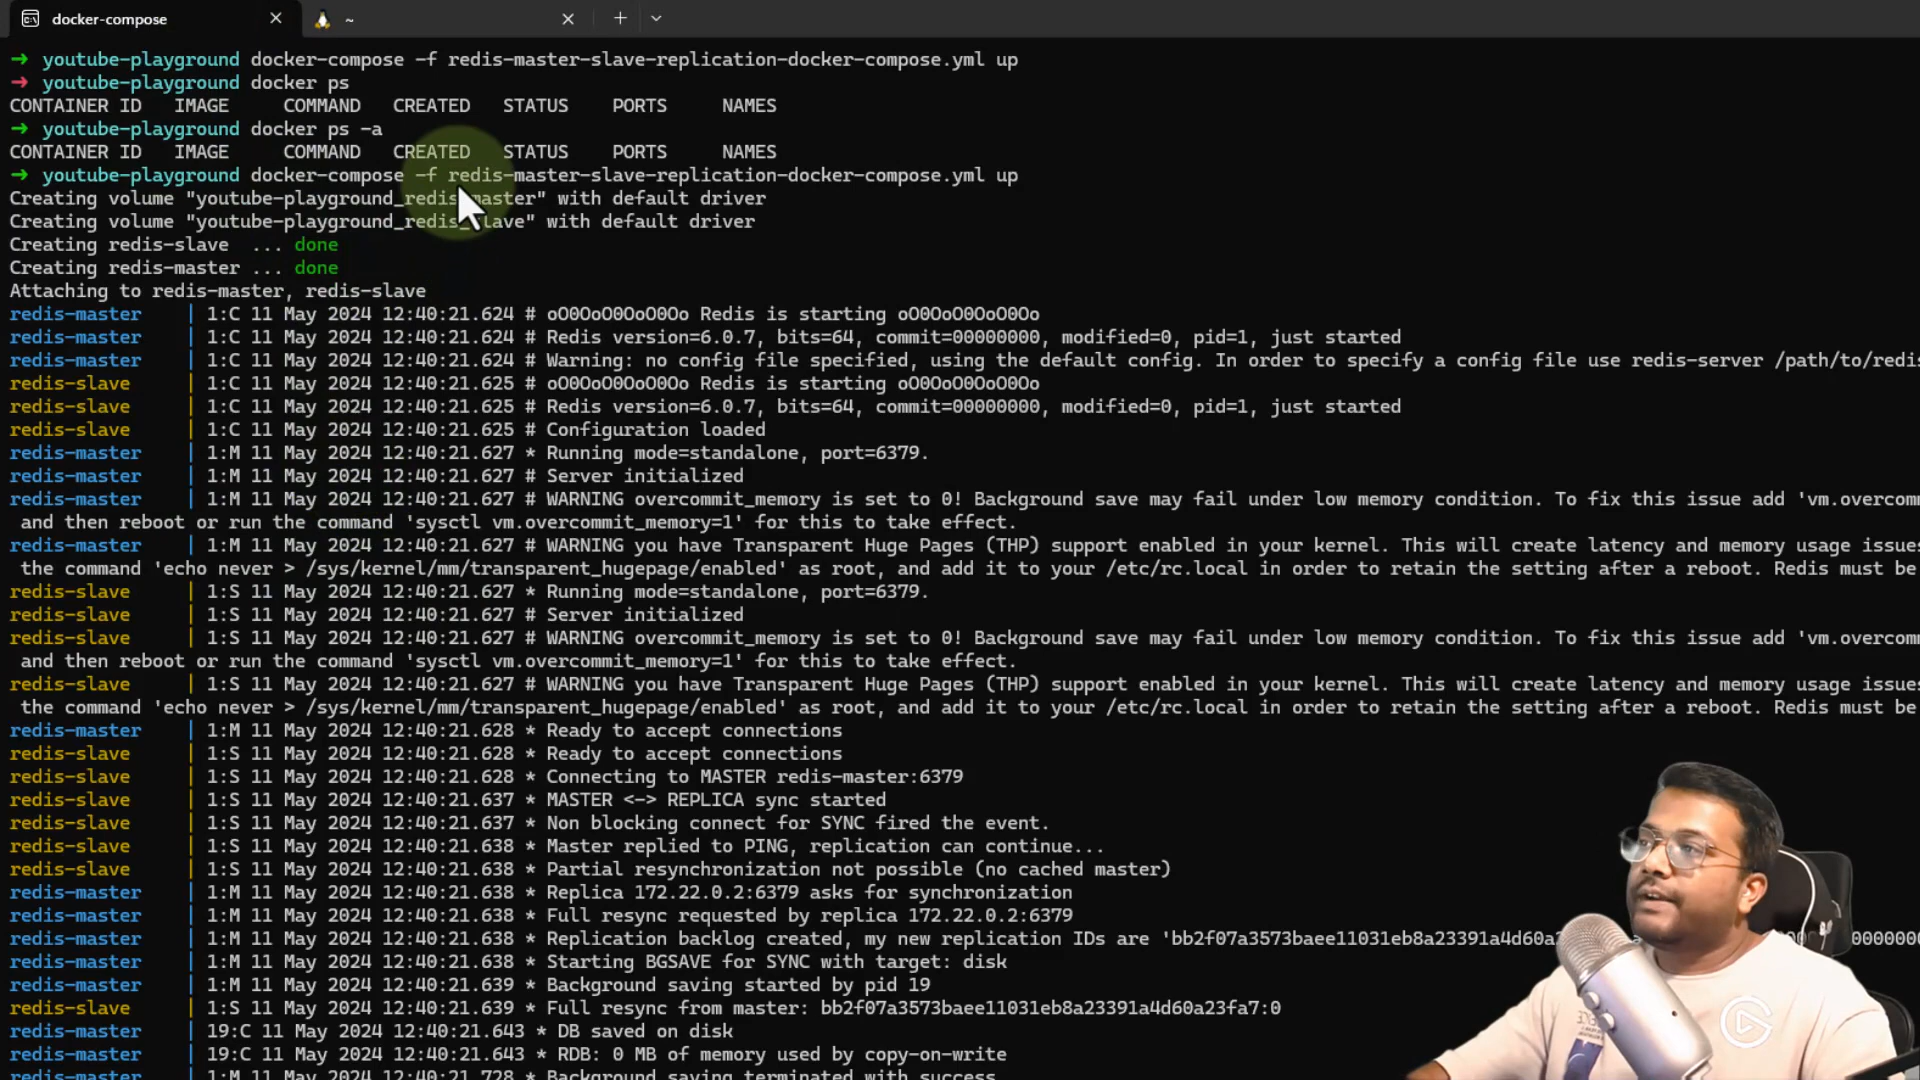 docker-compose
~
→ youtube-playground docker-compose -f redis-master-slave-replication-docker-compose.yml up
→ youtube-playground docker ps
CONTAINER ID IMAGE COMMAND CREATED STATUS PORTS NAMES
→ youtube-playground docker ps -a
CONTAINER ID IMAGE COMMAND CREATED STATUS PORTS NAMES
→ youtube-playground docker-compose -f redis-master-slave-replication-docker-compose.yml up
Creating volume "youtube-playground_redis_master" with default driver
Creating volume "youtube-playground_redis_slave" with default driver
Creating redis-slave ... done
Creating redis-master ... done
Attaching to redis-master, redis-slave
redis-master | 1:C 11 May 2024 12:40:21.624 # oO0OoO0OoO0Oo Redis is starting oO0OoO0OoO0Oo
redis-master | 1:C 11 May 2024 12:40:21.624 # Redis version=6.0.7, bits=64, commit=00000000, modified=0, pid=1, just started
redis-master | 1:C 11 May 2024 12:40:21.624 # Warning: no config file specified, using the default config. In order to specify a config file use redis-server /path/to/redis
redis-slave | 1:C 11 May 2024 12:40:21.625 # oO0OoO0OoO0Oo Redis is starting oO0OoO0OoO0Oo
redis-slave | 1:C 11 May 2024 12:40:21.625 # Redis version=6.0.7, bits=64, commit=00000000, modified=0, pid=1, just started
redis-slave | 1:C 11 May 2024 12:40:21.625 # Configuration loaded
redis-master | 1:M 11 May 2024 12:40:21.627 * Running mode=standalone, port=6379.
redis-master | 1:M 11 May 2024 12:40:21.627 # Server initialized
redis-master | 1:M 11 May 2024 12:40:21.627 # WARNING overcommit_memory is set to 0! Background save may fail under low memory condition. To fix this issue add 'vm.overcomm
and then reboot or run the command 'sysctl vm.overcommit_memory=1' for this to take effect.
redis-master | 1:M 11 May 2024 12:40:21.627 # WARNING you have Transparent Huge Pages (THP) support enabled in your kernel. This will create latency and memory usage issues
the command 'echo never > /sys/kernel/mm/transparent_hugepage/enabled' as root, and add it to your /etc/rc.local in order to retain the setting after a reboot. Redis must be
redis-slave | 1:S 11 May 2024 12:40:21.627 * Running mode=standalone, port=6379.
redis-slave | 1:S 11 May 2024 12:40:21.627 # Server initialized
redis-slave | 1:S 11 May 2024 12:40:21.627 # WARNING overcommit_memory is set to 0! Background save may fail under low memory condition. To fix this issue add 'vm.overcomm
and then reboot or run the command 'sysctl vm.overcommit_memory=1' for this to take effect.
redis-slave | 1:S 11 May 2024 12:40:21.627 # WARNING you have Transparent Huge Pages (THP) support enabled in your kernel. This will create latency and memory usage issues
the command 'echo never > /sys/kernel/mm/transparent_hugepage/enabled' as root, and add it to your /etc/rc.local in order to retain the setting after a reboot. Redis must be
redis-master | 1:M 11 May 2024 12:40:21.628 * Ready to accept connections
redis-slave | 1:S 11 May 2024 12:40:21.628 * Ready to accept connections
redis-slave | 1:S 11 May 2024 12:40:21.628 * Connecting to MASTER redis-master:6379
redis-slave | 1:S 11 May 2024 12:40:21.637 * MASTER <-> REPLICA sync started
redis-slave | 1:S 11 May 2024 12:40:21.637 * Non blocking connect for SYNC fired the event.
redis-slave | 1:S 11 May 2024 12:40:21.638 * Master replied to PING, replication can continue...
redis-slave | 1:S 11 May 2024 12:40:21.638 * Partial resynchronization not possible (no cached master)
redis-master | 1:M 11 May 2024 12:40:21.638 * Replica 172.22.0.2:6379 asks for synchronization
redis-master | 1:M 11 May 2024 12:40:21.638 * Full resync requested by replica 172.22.0.2:6379
redis-master | 1:M 11 May 2024 12:40:21.638 * Replication backlog created, my new replication IDs are 'bb2f07a3573baee11031eb8a23391a4d60a2
redis-master | 1:M 11 May 2024 12:40:21.638 * Starting BGSAVE for SYNC with target: disk
redis-master | 1:M 11 May 2024 12:40:21.639 * Background saving started by pid 19
redis-slave | 1:S 11 May 2024 12:40:21.639 * Full resync from master: bb2f07a3573baee11031eb8a23391a4d60a23fa7:0
redis-master | 19:C 11 May 2024 12:40:21.643 * DB saved on disk
redis-master | 19:C 11 May 2024 12:40:21.643 * RDB: 0 MB of memory used by copy-on-write
redis-master | 1:M 11 May 2024 12:40:21.728 * Background saving terminated with success